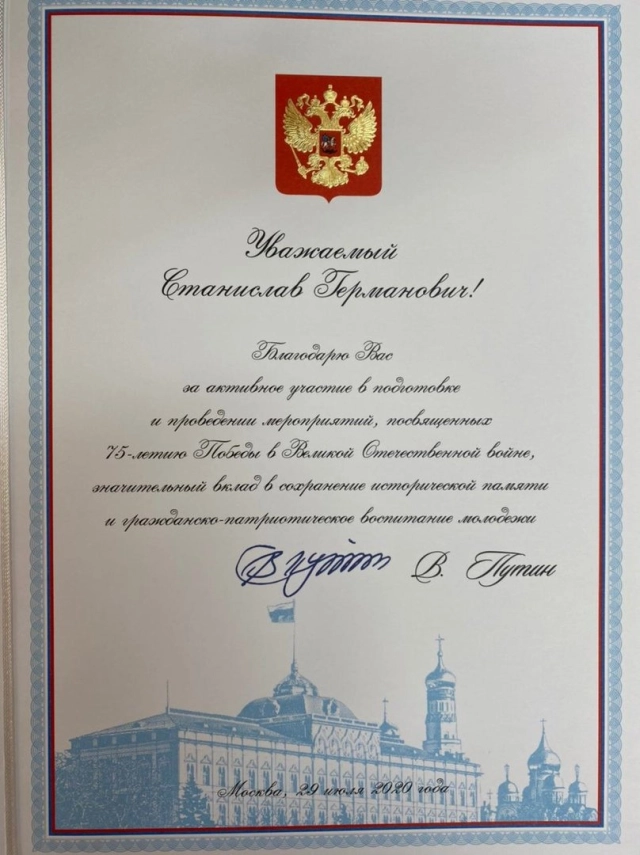 Уважаемый
Станислав Германович!
Благодарю Вас
за активное участие в подготовке
и проведении мероприятий, посвященных
75-летию Победы в Великой Отечественной войне,
значительный вклад в сохранение исторической памяти
и гражданско-патриотическое воспитание молодежи
В. Путин
Москва, 29 июля 2020 года